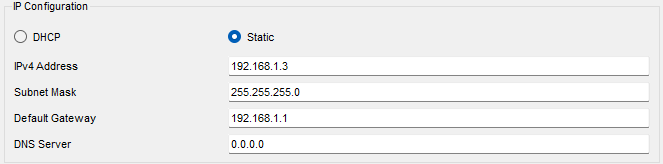 IP Configuration
DHCP Static
IPv4 Address 192.168.1.3
Subnet Mask 255.255.255.0
Default Gateway 192.168.1.1
DNS Server 0.0.0.0